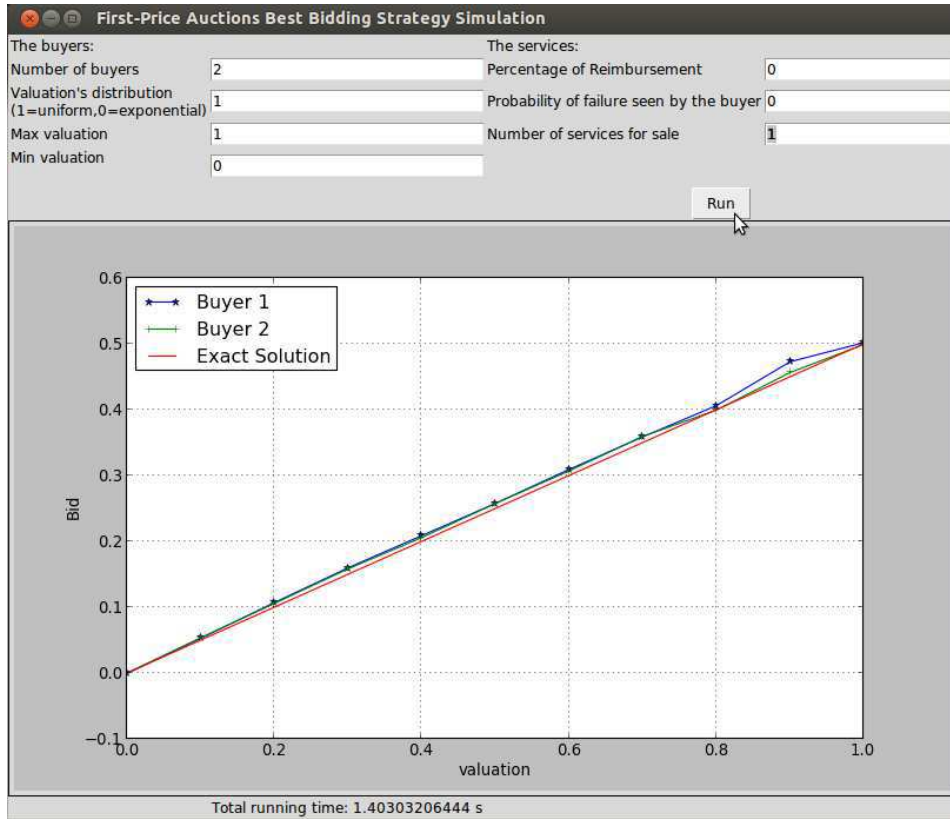 First-Price Auctions Best Bidding Strategy Simulation
The buyers:
The services:
Number of buyers 2
Percentage of Reimbursement 0
Valuation's distribution
(1=uniform,0=exponential) 1
Probability of failure seen by the buyer 0
Max valuation 1
Number of services for sale 1
Min valuation 0
Run
Buyer 1
Buyer 2
Exact Solution
0.6
0.5
0.4
0.3
0.2
0.1
0.0
−0.1
Bid
0.0 0.2 0.4 0.6 0.8 1.0
valuation
Total running time: 1.40303206444 s